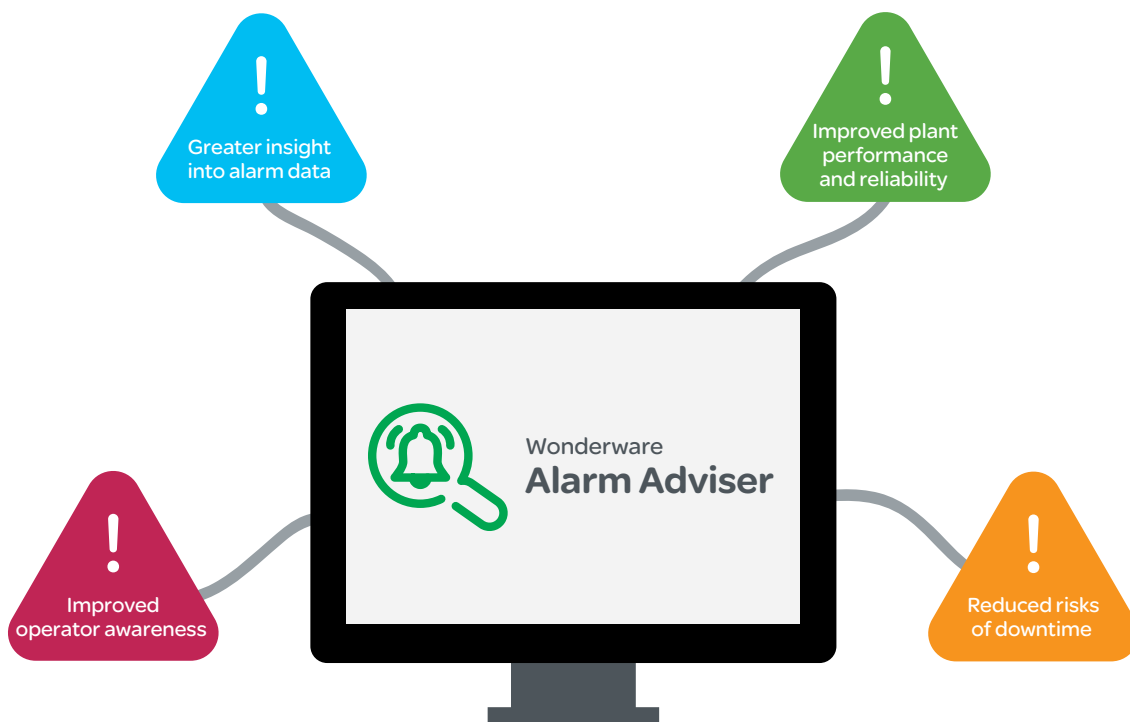 !
Greater insight
into alarm data
!
Improved plant
performance
and reliability
Wonderware
Alarm Adviser
!
Improved
operator awareness
!
Reduced risks
of downtime